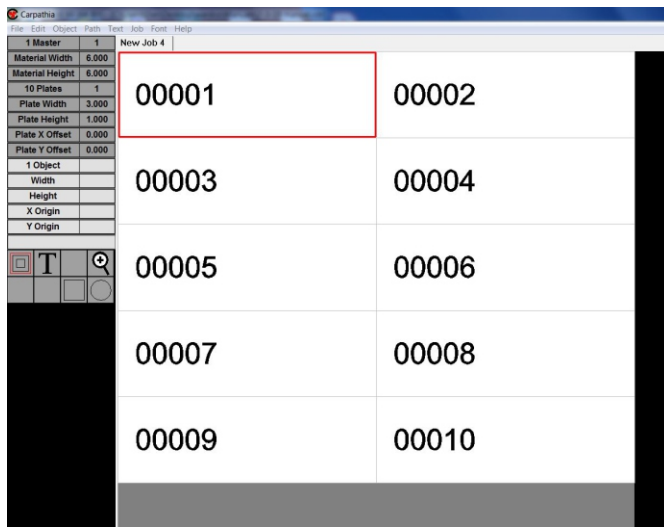 Carpathia
File Edit Object Path Text Job Font Help
1 Master 1
New Job 4
Material Width 6.000
Material Height 6.000
10 Plates 1
Plate Width 3.000
Plate Height 1.000
Plate X Offset 0.000
Plate Y Offset 0.000
1 Object
Width
Height
X Origin
Y Origin
T
00001 00002
00003 00004
00005 00006
00007 00008
00009 00010